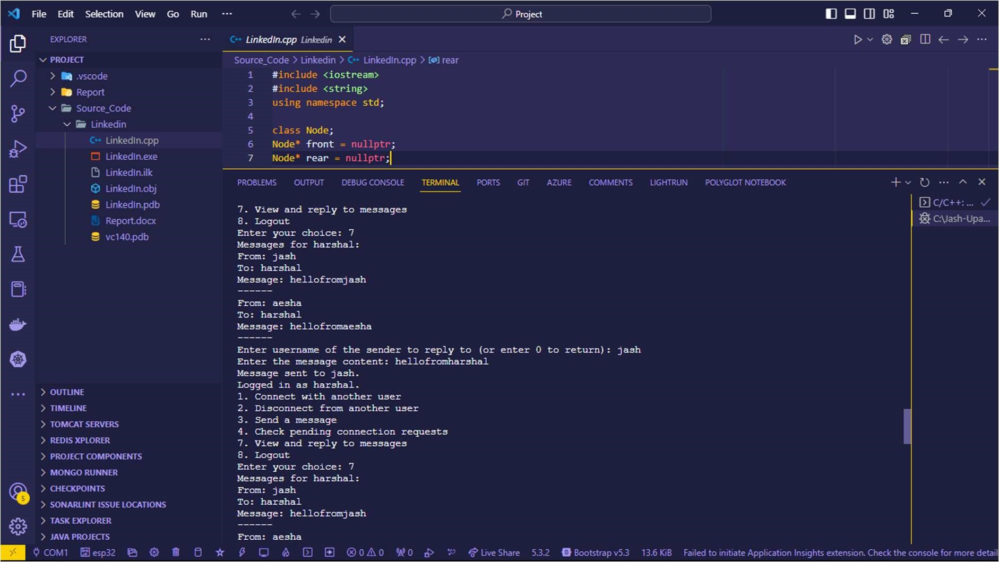 File Edit Selection View Go Run ··· Project
EXPLORER ···
PROJECT
.vscode
Report
Source_Code
Linkedin
LinkedIn.cpp
LinkedIn.exe
LinkedIn.ilk
LinkedIn.obj
LinkedIn.pdb
Report.docx
vc140.pdb
OUTLINE
TIMELINE
TOMCAT SERVERS
REDIS XPLORER
PROJECT COMPONENTS
MONGO RUNNER
CHECKPOINTS
SONARLINT ISSUE LOCATIONS
TASK EXPLORER
JAVA PROJECTS
5
LinkedIn.cpp Linkedin
Source_Code > Linkedin > LinkedIn.cpp > rear
1 #include <iostream>
2 #include <string>
3 using namespace std;
4
5 class Node;
6 Node* front = nullptr;
7 Node* rear = nullptr;
PROBLEMS OUTPUT DEBUG CONSOLE TERMINAL PORTS GIT AZURE COMMENTS LIGHTRUN POLYGLOT NOTEBOOK
C/C++: ...
C:\Jash-Upa...
7. View and reply to messages
8. Logout
Enter your choice: 7
Messages for harshal:
From: jash
To: harshal
Message: hellofromjash
------
From: aesha
To: harshal
Message: hellofromaesha
------
Enter username of the sender to reply to (or enter 0 to return): jash
Enter the message content: hellofromharshal
Message sent to jash.
Logged in as harshal.
1. Connect with another user
2. Disconnect from another user
3. Send a message
4. Check pending connection requests
7. View and reply to messages
8. Logout
Enter your choice: 7
Messages for harshal:
From: jash
To: harshal
Message: hellofromjash
------
From: aesha
COM1 esp32 0 0 0 Live Share 5.3.2 Bootstrap v5.3 13.6 KiB Failed to initiate Application Insights extension. Check the console for more detail